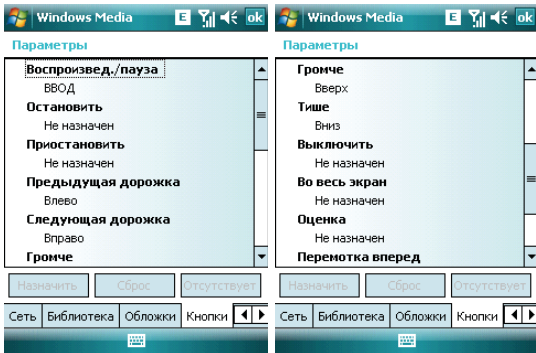 Windows Media E ok
Параметры
Воспроизвед./пауза
ВВОД
Остановить
Не назначен
Приостановить
Не назначен
Предыдущая дорожка
Влево
Следующая дорожка
Вправо
Громче
Назначить Сброс Отсутствует
Сеть Библиотека Обложки Кнопки
Windows Media E ok
Параметры
Громче
Вверх
Тише
Вниз
Выключить
Не назначен
Во весь экран
Не назначен
Оценка
Не назначен
Перемотка вперед
Назначить Сброс Отсутствует
Сеть Библиотека Обложки Кнопки